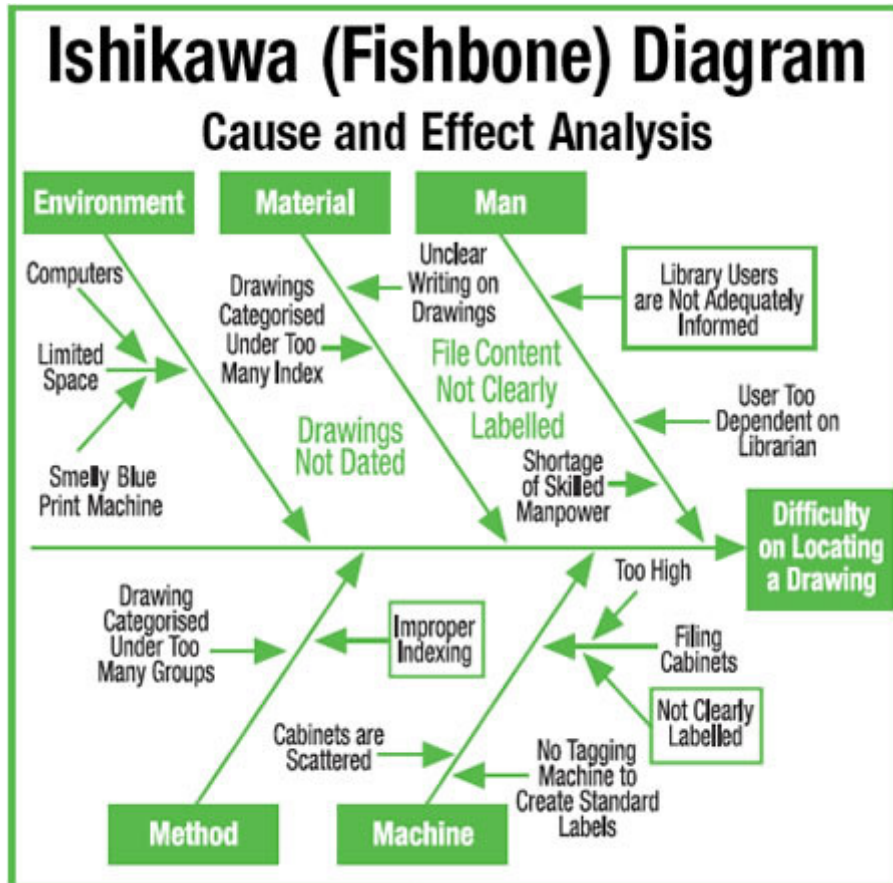 Ishikawa (Fishbone) Diagram
Cause and Effect Analysis
Environment
Material
Man
Computers
Limited
Space
Smelly Blue
Print Machine
Drawings
Categorised
Under Too
Many Index
Unclear
Writing on
Drawings
Drawings
Not Dated
File Content
Not Clearly
Labelled
Library Users
are Not Adequately
Informed
User Too
Dependent on
Librarian
Shortage
of Skilled
Manpower
Difficulty
on Locating
a Drawing
Drawing
Categorised
Under Too
Many Groups
Improper
Indexing
Too High
Filing
Cabinets
Not Clearly
Labelled
Cabinets are
Scattered
No Tagging
Machine to
Create Standard
Labels
Method
Machine